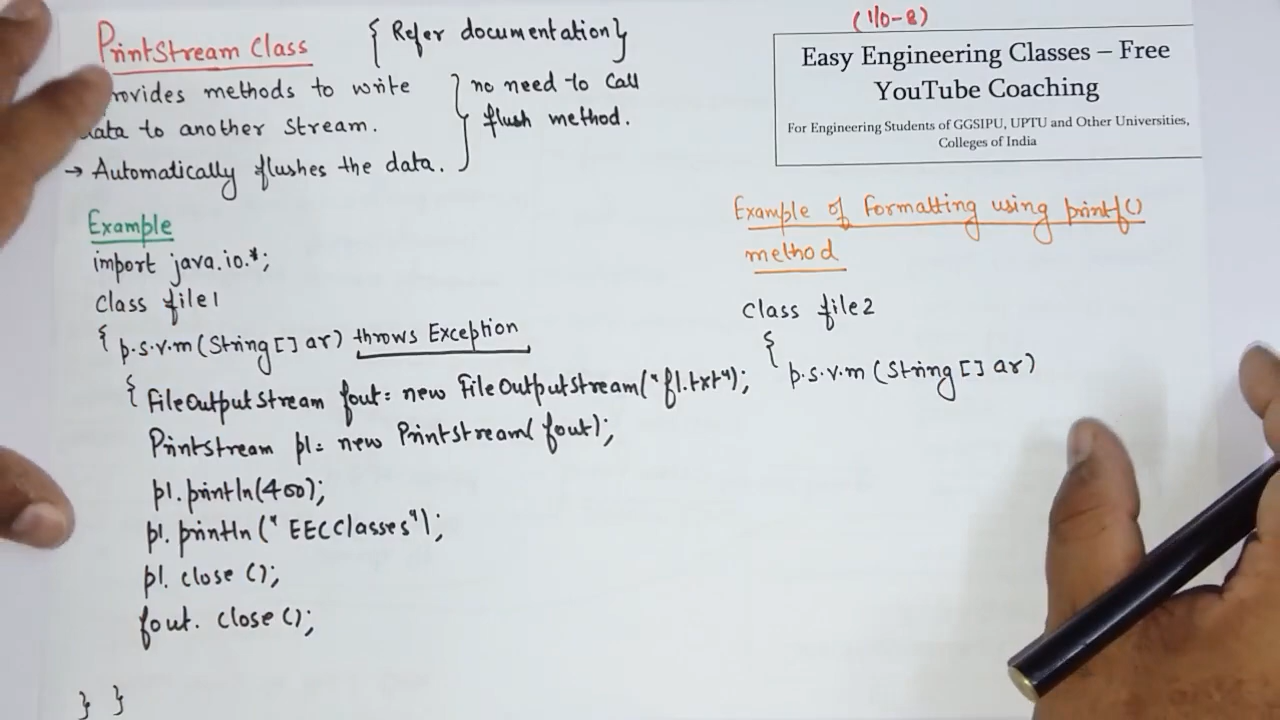 PrintStream Class { Refer documentation}
rovides methods to write
data to another Stream.
→ Automatically flushes the data.
no need to call
flush method.
(I/O-8)
Easy Engineering Classes – Free
YouTube Coaching
For Engineering Students of GGSIPU, UPTU and Other Universities,
Colleges of India
Example
import java.io.*;
class file1
{ p.s.v.m (String [] ar) throws Exception
{ FileOutputStream fout= new FileOutputStream("f1.txt");
PrintStream p1= new PrintStream( fout);
p1.println(400);
p1. println (" EECClasses");
p1. close ();
fout. close ();
} }
Example of Formatting using printf()
method
class file2
{
p.s.v.m (String [] ar)